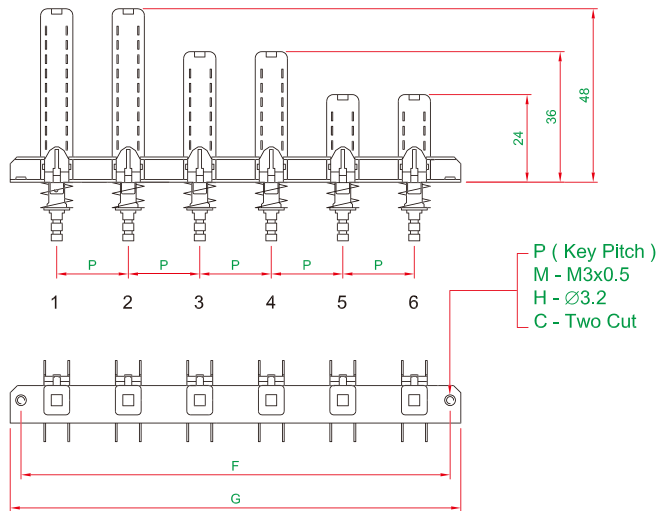 24
36
48
P P P P P
1 2 3 4 5 6
P ( Key Pitch )
M - M3x0.5
H - ∅3.2
C - Two Cut
F
G